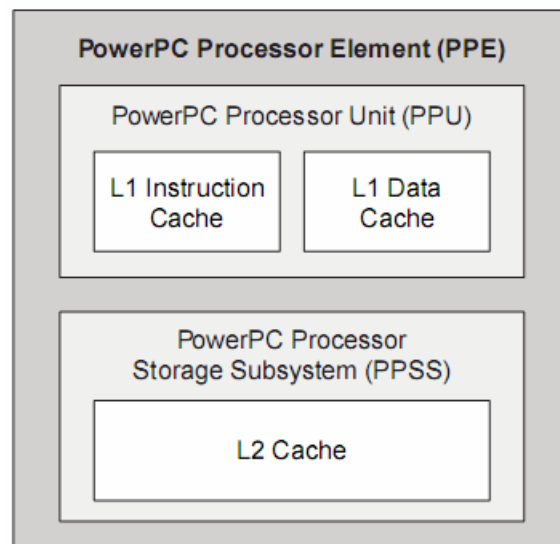 PowerPC Processor Element (PPE)
PowerPC Processor Unit (PPU)
L1 Instruction
Cache
L1 Data
Cache
PowerPC Processor
Storage Subsystem (PPSS)
L2 Cache